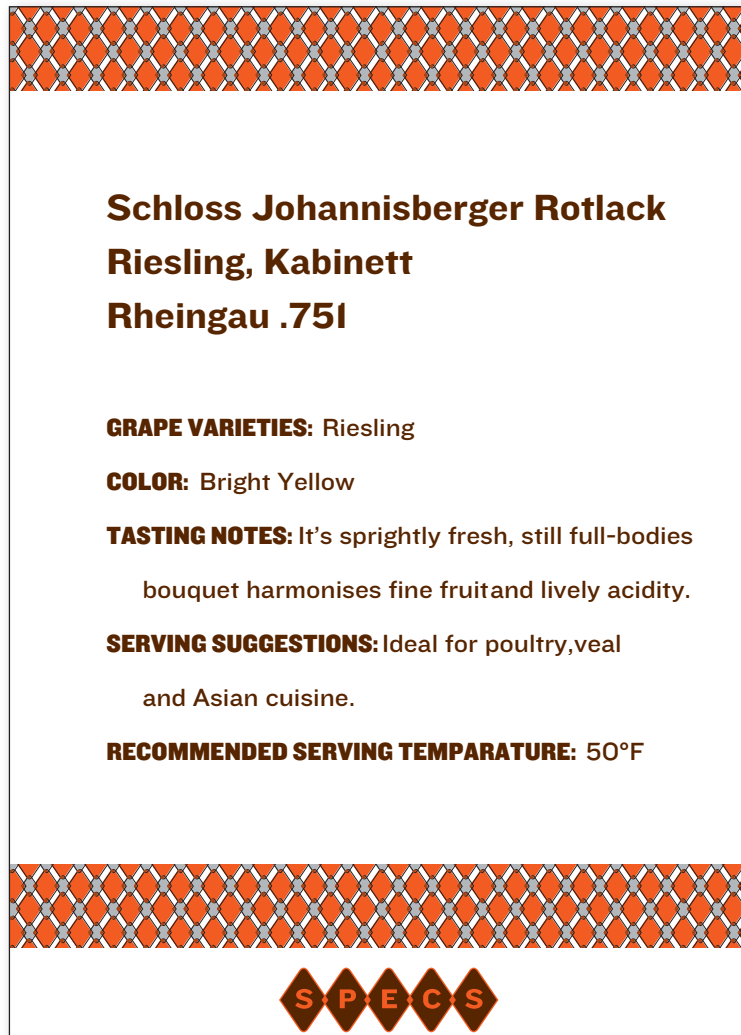 Schloss Johannisberger Rotlack
Riesling, Kabinett
Rheingau .75l
GRAPE VARIETIES: Riesling
COLOR: Bright Yellow
TASTING NOTES: It’s sprightly fresh, still full-bodies
bouquet harmonises fine fruitand lively acidity.
SERVING SUGGESTIONS: Ideal for poultry,veal
and Asian cuisine.
RECOMMENDED SERVING TEMPARATURE: 50°F
SPECS